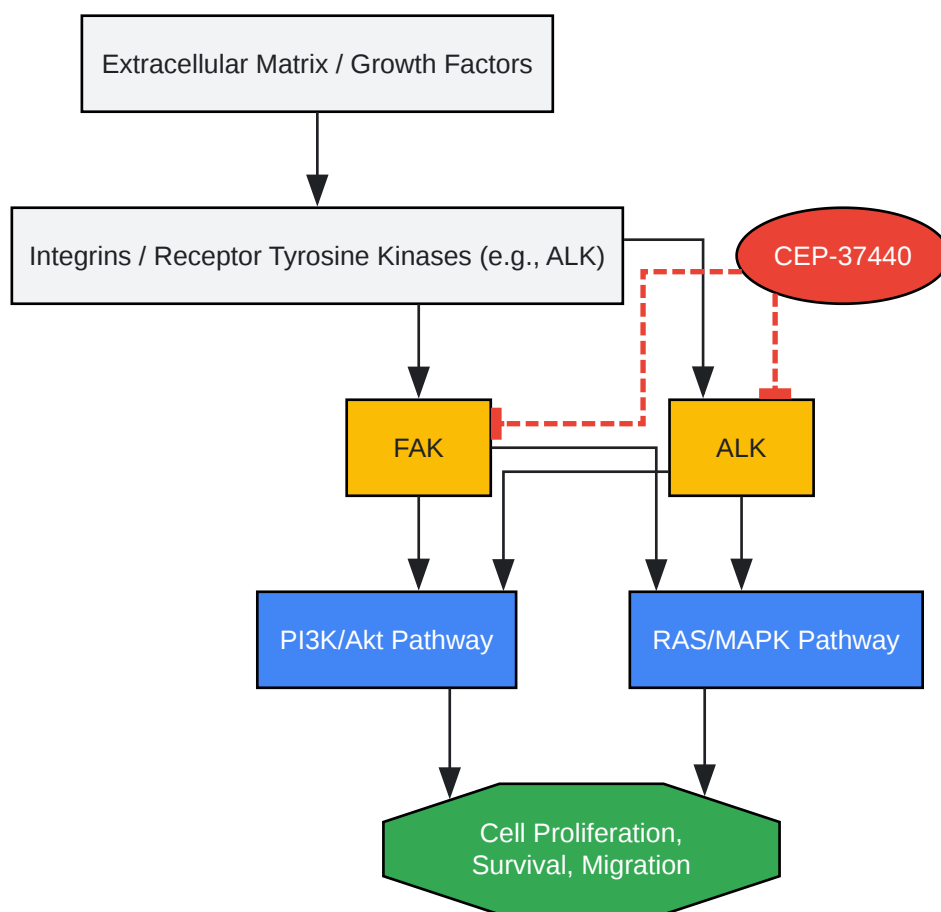 Extracellular Matrix / Growth Factors
Integrins / Receptor Tyrosine Kinases (e.g., ALK)
CEP-37440
FAK
ALK
PI3K/Akt Pathway
RAS/MAPK Pathway
Cell Proliferation,
Survival, Migration